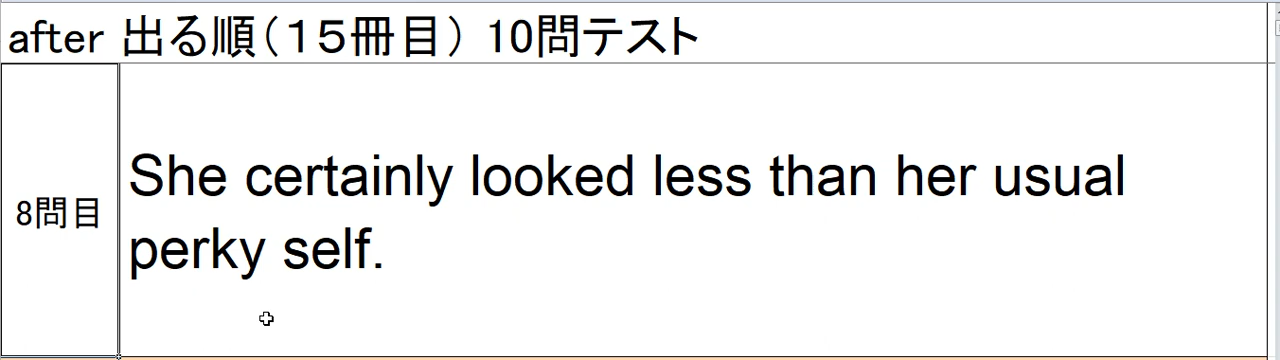 after 出る順（１５冊目） 10問テスト
8問目
She certainly looked less than her usual
perky self.